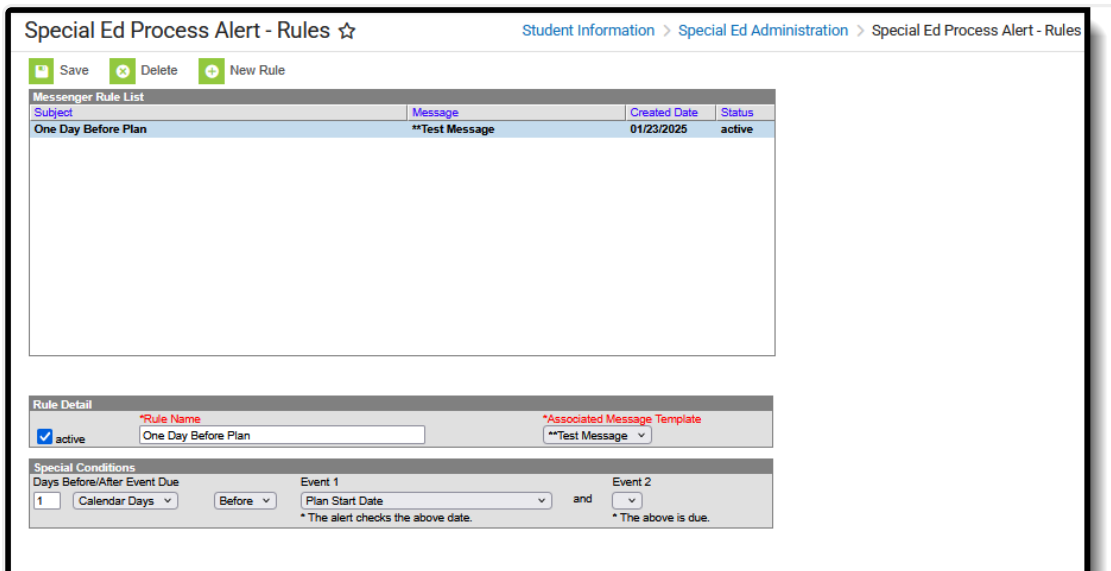 Special Ed Process Alert - Rules ☆
Student Information > Special Ed Administration > Special Ed Process Alert - Rules
Save Delete New Rule
Messenger Rule List
Subject Message Created Date Status
One Day Before Plan **Test Message 01/23/2025 active
Rule Detail
*Rule Name *Associated Message Template
active One Day Before Plan **Test Message
Special Conditions
Days Before/After Event Due Event 1 Event 2
1 Calendar Days Before Plan Start Date and
* The alert checks the above date. * The above is due.